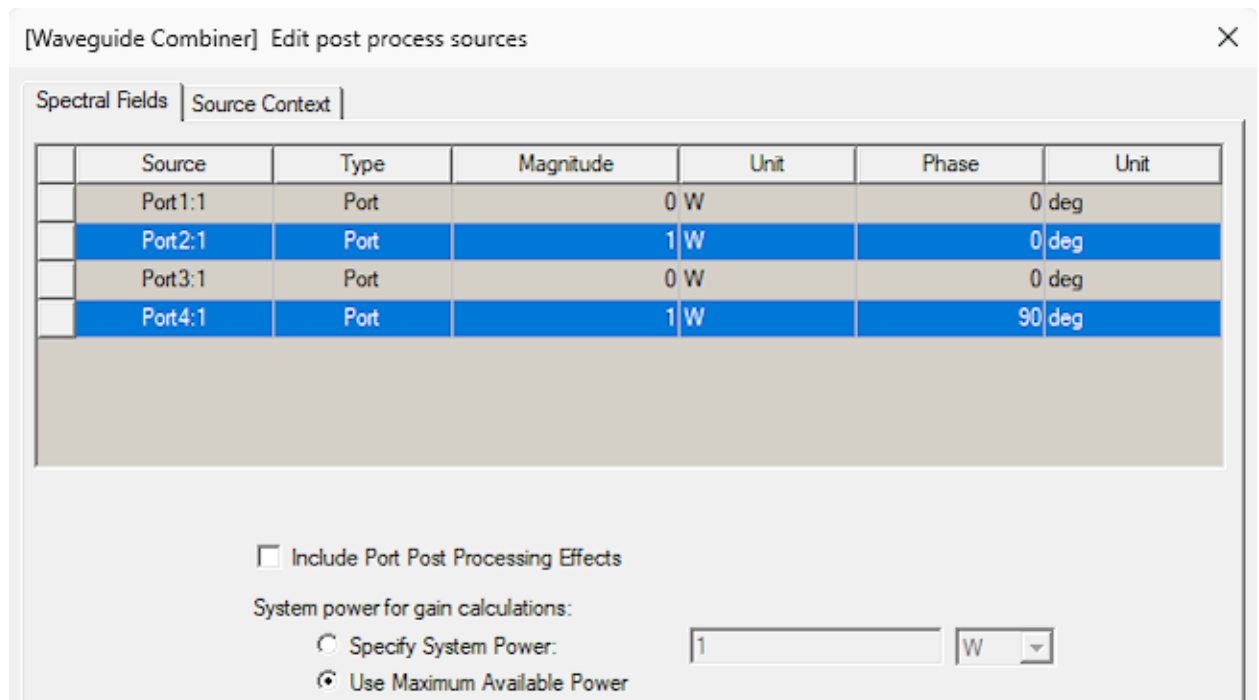 [Waveguide Combiner] Edit post process sources
Spectral Fields Source Context
Source Type Magnitude Unit Phase Unit
Port1:1 Port 0 W 0 deg
Port2:1 Port 1 W 0 deg
Port3:1 Port 0 W 0 deg
Port4:1 Port 1 W 90 deg
Include Port Post Processing Effects
System power for gain calculations:
Specify System Power: 1 W
Use Maximum Available Power